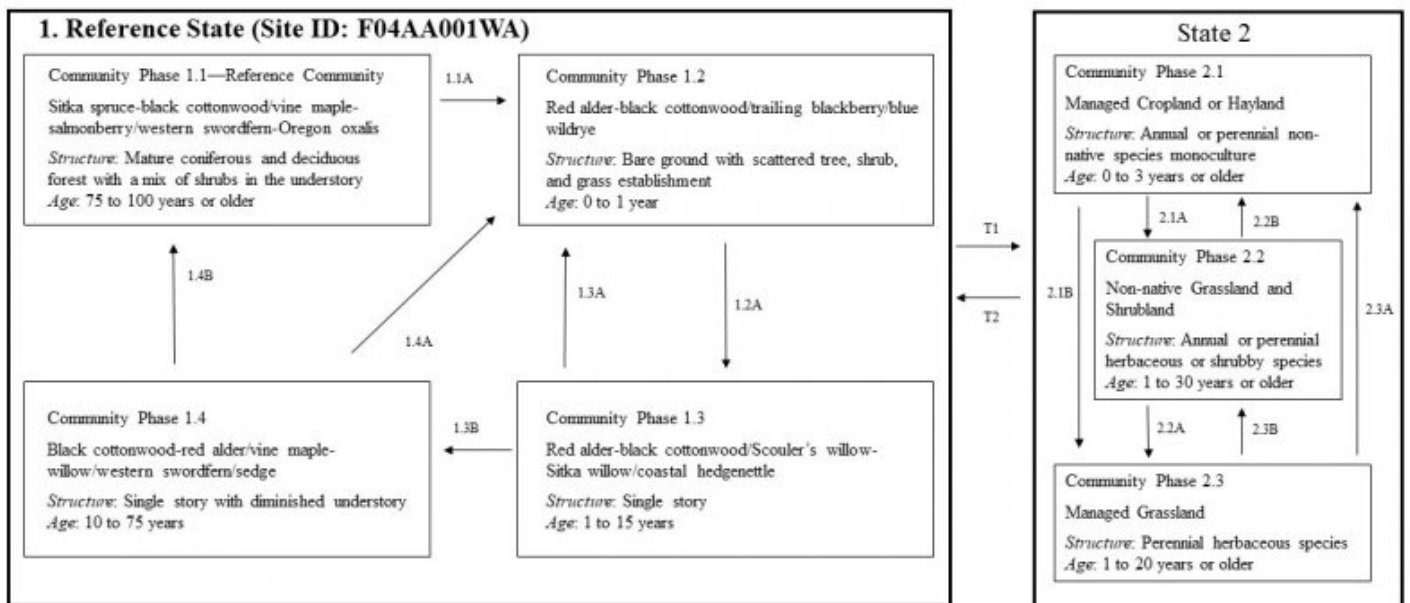 1. Reference State (Site ID: F04AA001WA)
Community Phase 1.1—Reference Community
Sitka spruce-black cottonwood/vine maple-
salmonberry/western swordfern-Oregon oxalis
Structure: Mature coniferous and deciduous
forest with a mix of shrubs in the understory
Age: 75 to 100 years or older
1.1A
Community Phase 1.2
Red alder-black cottonwood/trailing blackberry/blue
wildrye
Structure: Bare ground with scattered tree, shrub,
and grass establishment
Age: 0 to 1 year
1.4B
1.4A
1.3A
1.2A
Community Phase 1.4
Black cottonwood-red alder/vine maple-
willow/western swordfern/sedge
Structure: Single story with diminished understory
Age: 10 to 75 years
1.3B
Community Phase 1.3
Red alder-black cottonwood/Scouler's willow-
Sitka willow/coastal hedgenettle
Structure: Single story
Age: 1 to 15 years
T1
T2
State 2
Community Phase 2.1
Managed Cropland or Hayland
Structure: Annual or perennial non-
native species monoculture
Age: 0 to 3 years or older
2.1A
2.2B
2.1B
Community Phase 2.2
Non-native Grassland and
Shrubland
Structure: Annual or perennial
herbaceous or shrubby species
Age: 1 to 30 years or older
2.3A
2.2A
2.3B
Community Phase 2.3
Managed Grassland
Structure: Perennial herbaceous species
Age: 1 to 20 years or older